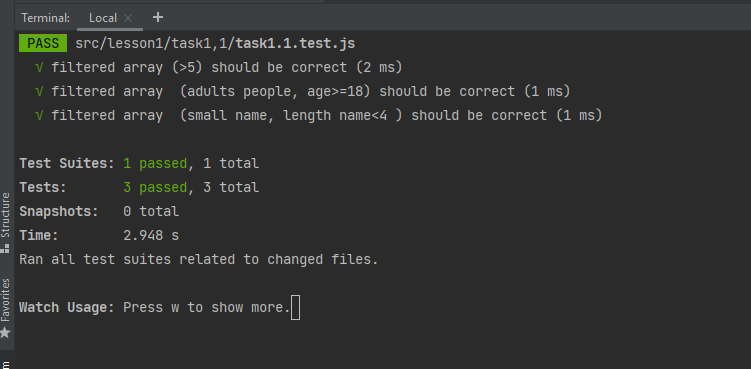 Terminal: Local × +
PASS src/lesson1/task1,1/task1.1.test.js
√ filtered array (>5) should be correct (2 ms)
√ filtered array  (adults people, age>=18) should be correct (1 ms)
√ filtered array  (small name, length name<4 ) should be correct (1 ms)
Test Suites: 1 passed, 1 total
Tests:       3 passed, 3 total
Snapshots:   0 total
Time:        2.948 s
Ran all test suites related to changed files.
Watch Usage: Press w to show more.
Structure
Favorites